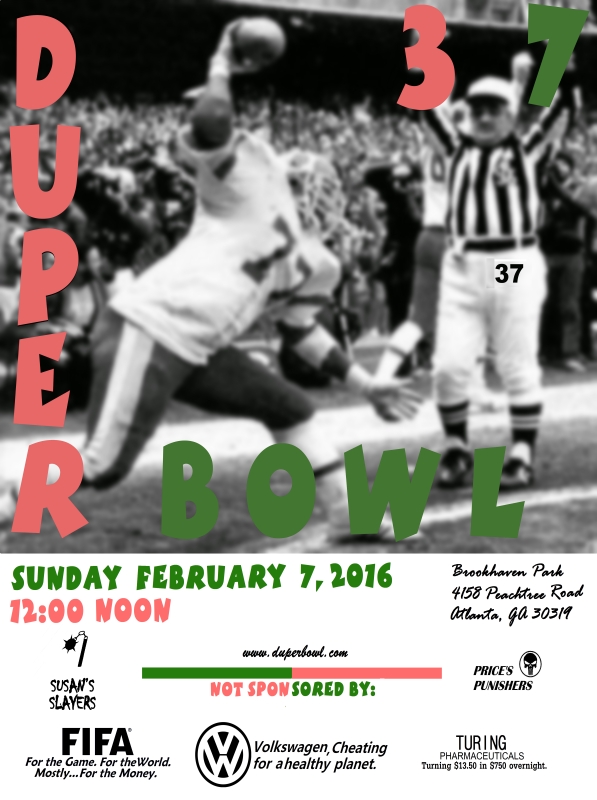 DUPER
BOWL
37
37
SUNDAY FEBRUARY 7, 2016
12:00 NOON
Brookhaven Park
4158 Peachtree Road
Atlanta, GA 30319
www.duperbowl.com
NOT SPONSORED BY:
SUSAN'S
SLAYERS
PRICE'S
PUNISHERS
FIFA
For the Game. For theWorld.
Mostly...For the Money.
Volkswagen, Cheating
for a healthy planet.
TURING
PHARMACEUTICALS
Turning $13.50 in $750 overnight.